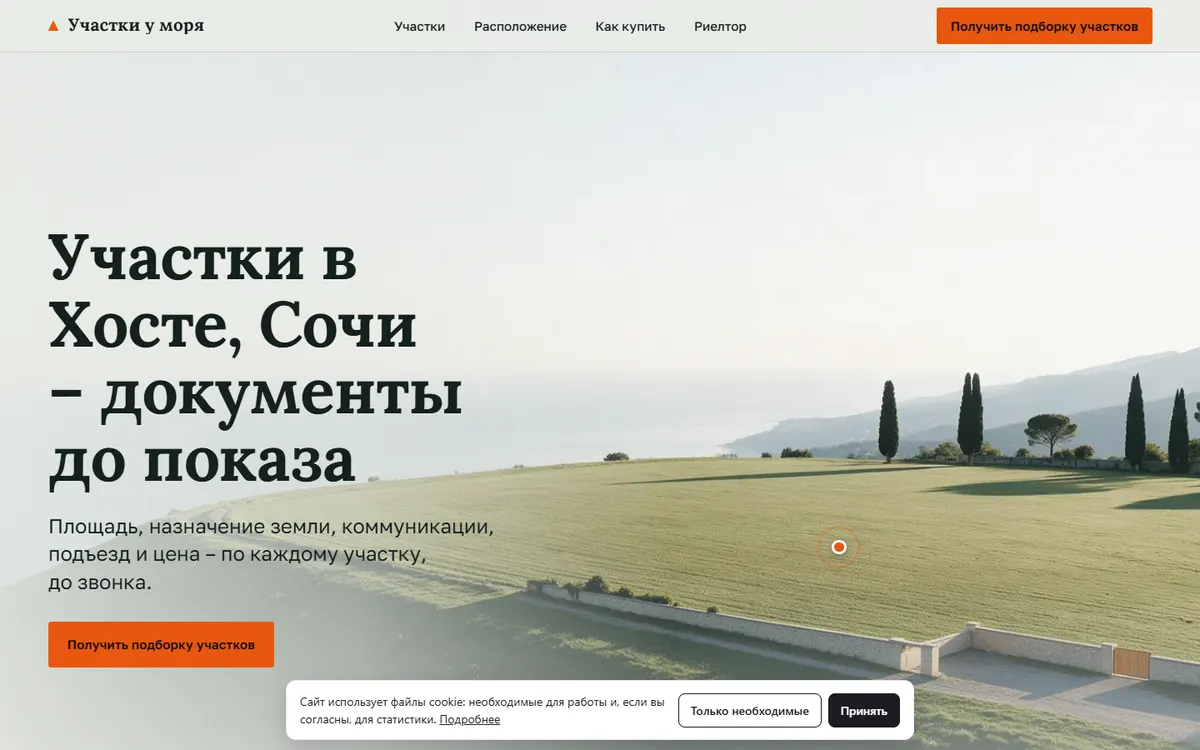 Участки у моря
Участки
Расположение
Как купить
Риелтор
Получить подборку участков
Участки в
Хосте, Сочи
– документы
до показа
Площадь, назначение земли, коммуникации,
подъезд и цена – по каждому участку,
до звонка.
Получить подборку участков
Сайт использует файлы cookie: необходимые для работы и, если вы
согласны, для статистики. Подробнее
Только необходимые
Принять